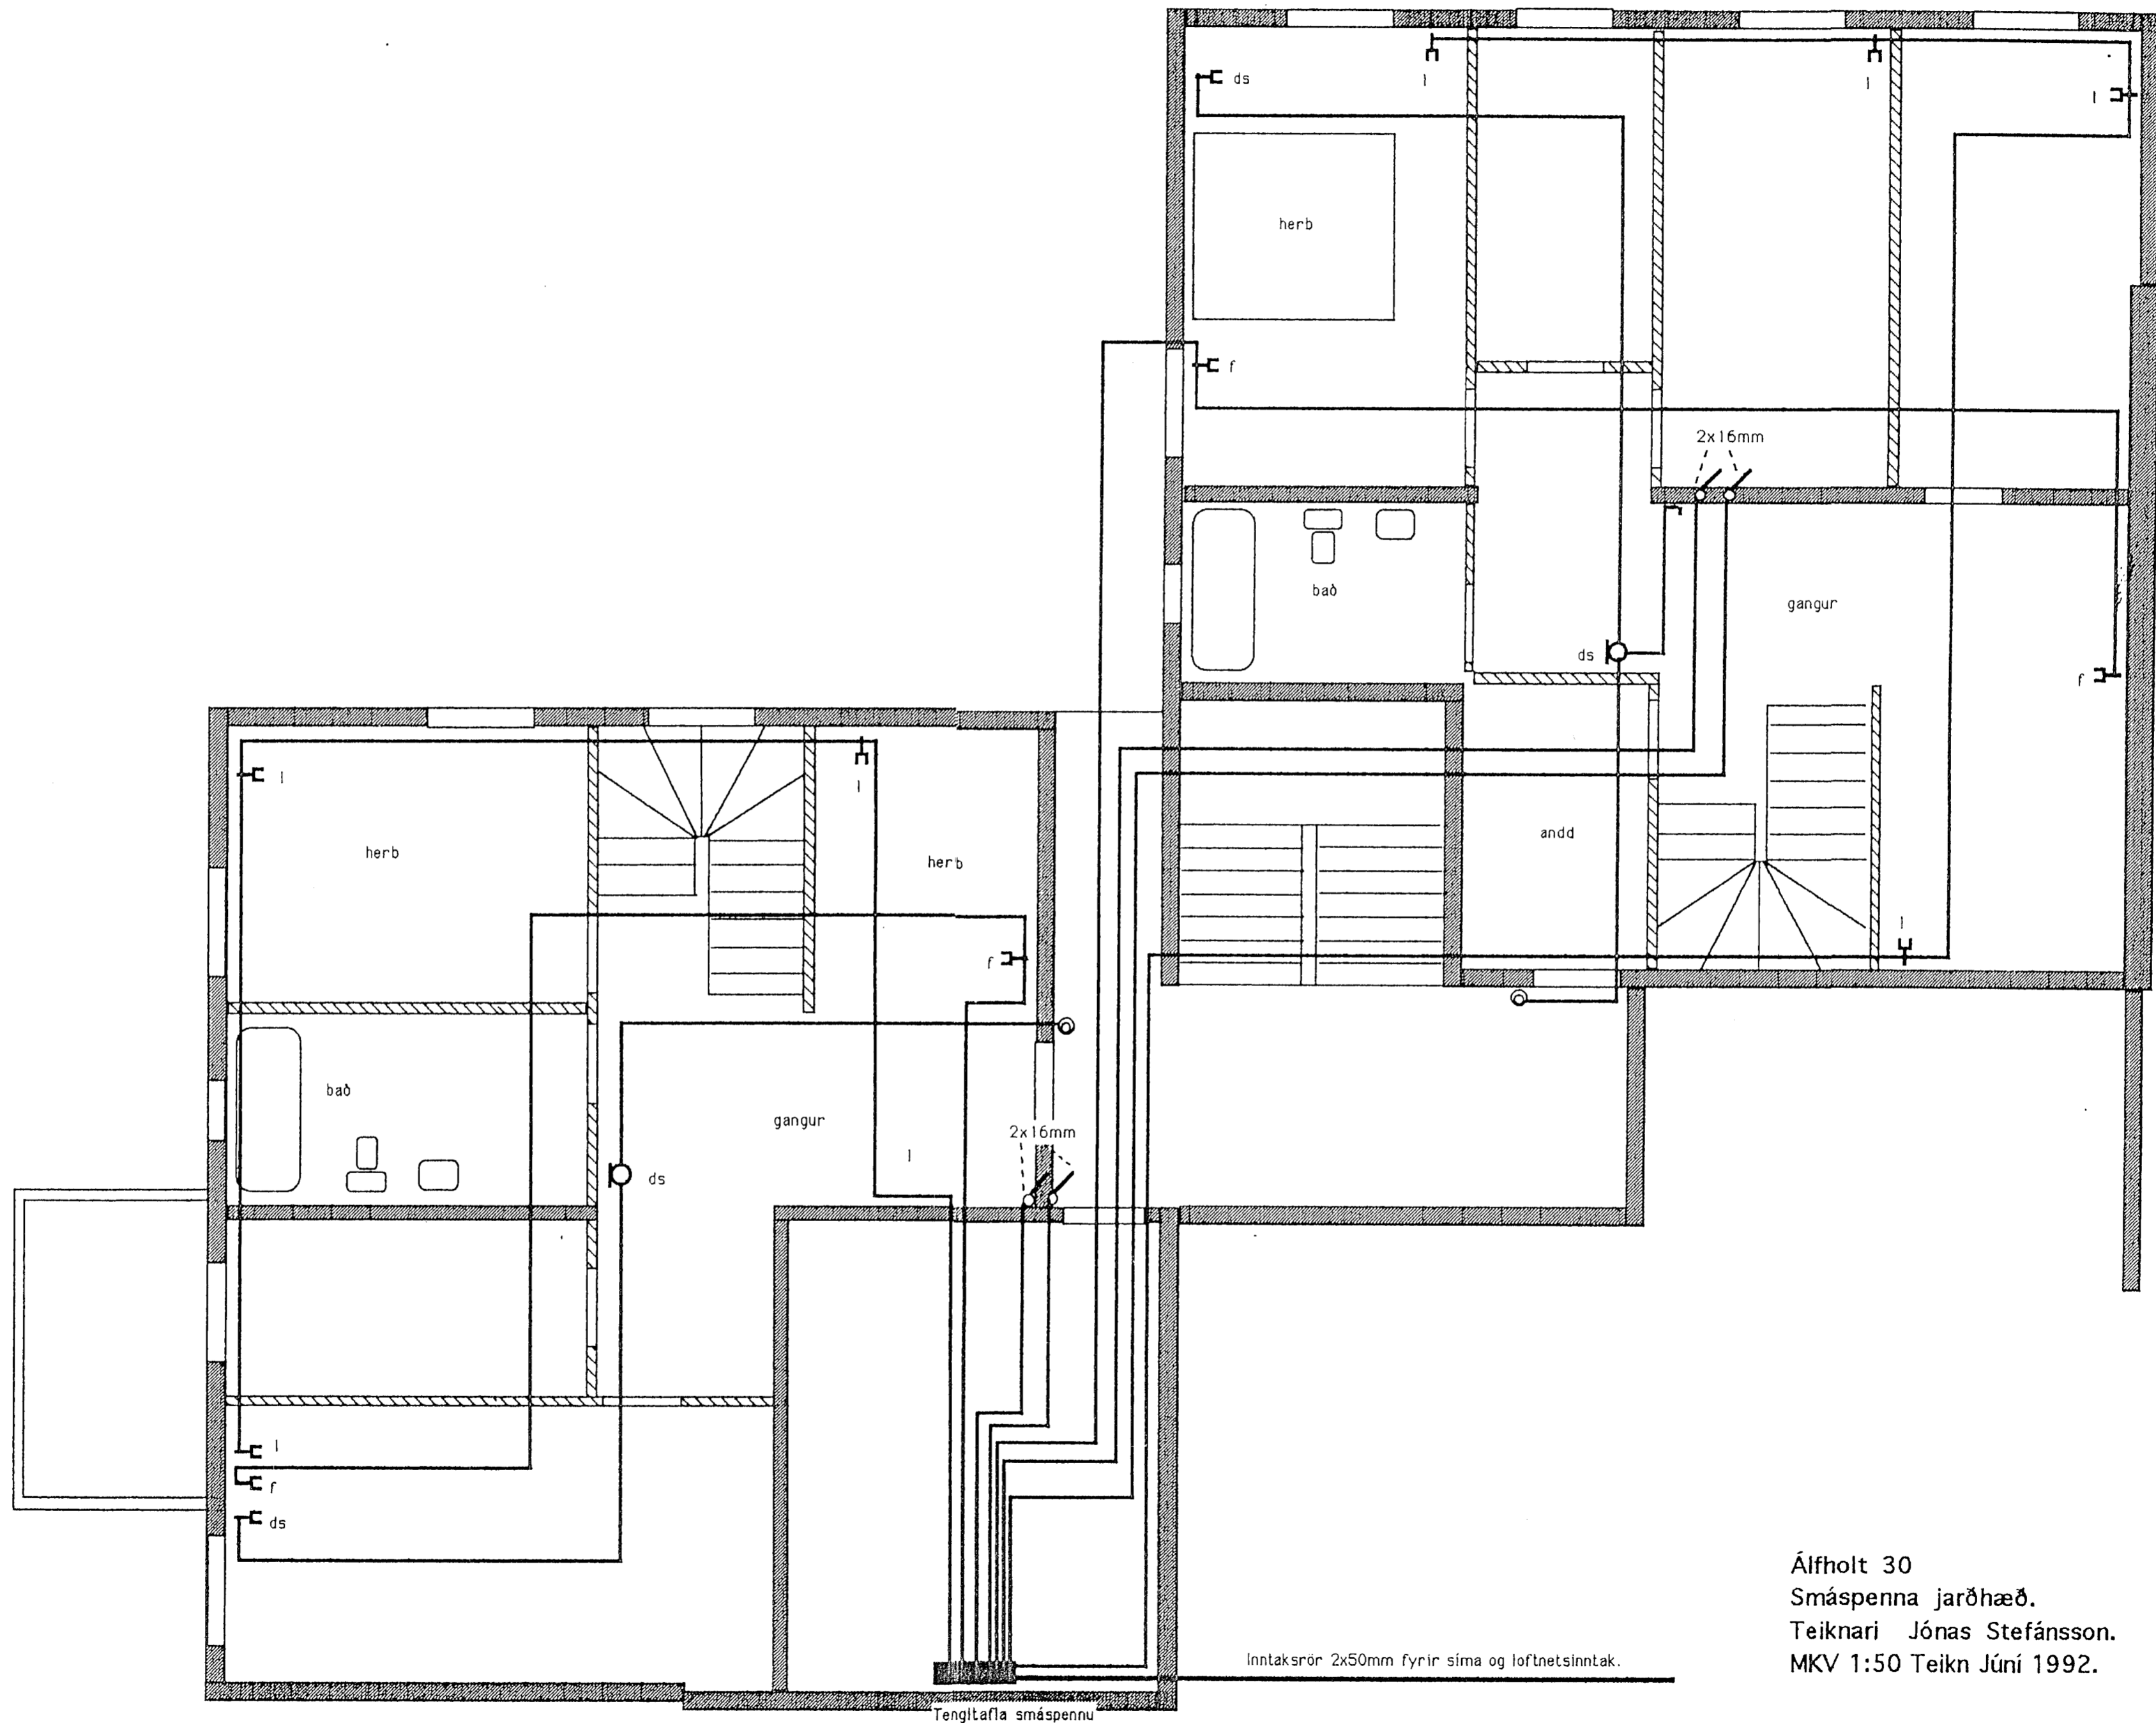 ds
l
l
l
herb
f
2x16mm
bað
gangur
ds
f
l
l
herb
herb
andd
l
f
bað
gangur
2x16mm
l
ds
l
f
ds
Álfholt 30
Smáspenna jarðhæð.
Teiknari Jónas Stefánsson.
MKV 1:50 Teikn Júní 1992.
Inntaksrör 2x50mm fyrir síma og loftnetsinntak.
Tengitafla smáspennu